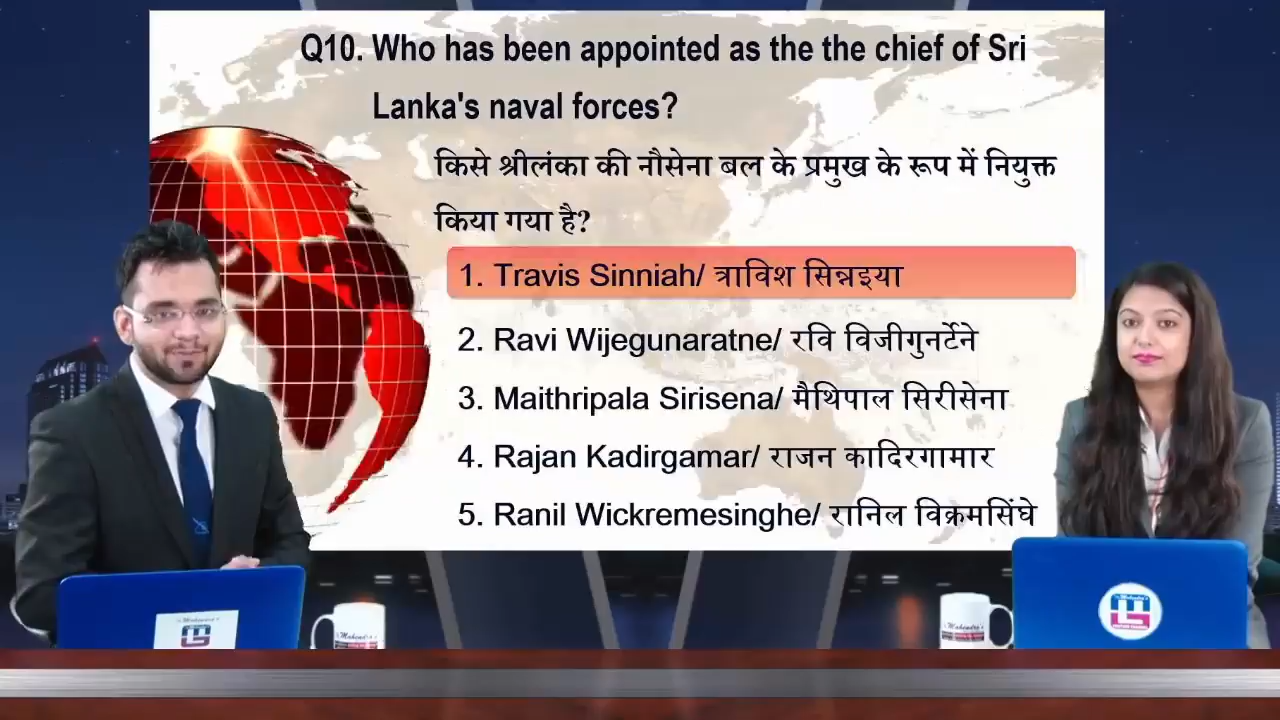 Q10. Who has been appointed as the the chief of Sri
Lanka's naval forces?
किसे श्रीलंका की नौसेना बल के प्रमुख के रूप में नियुक्त
किया गया है?
1. Travis Sinniah/ त्राविश सिन्नइया
2. Ravi Wijegunaratne/ रवि विजीगुनर्टेने
3. Maithripala Sirisena/ मैथिपाल सिरीसेना
4. Rajan Kadirgamar/ राजन कादिरगामार
5. Ranil Wickremesinghe/ रानिल विक्रमसिंघे
Mahendra's
Mahendra's